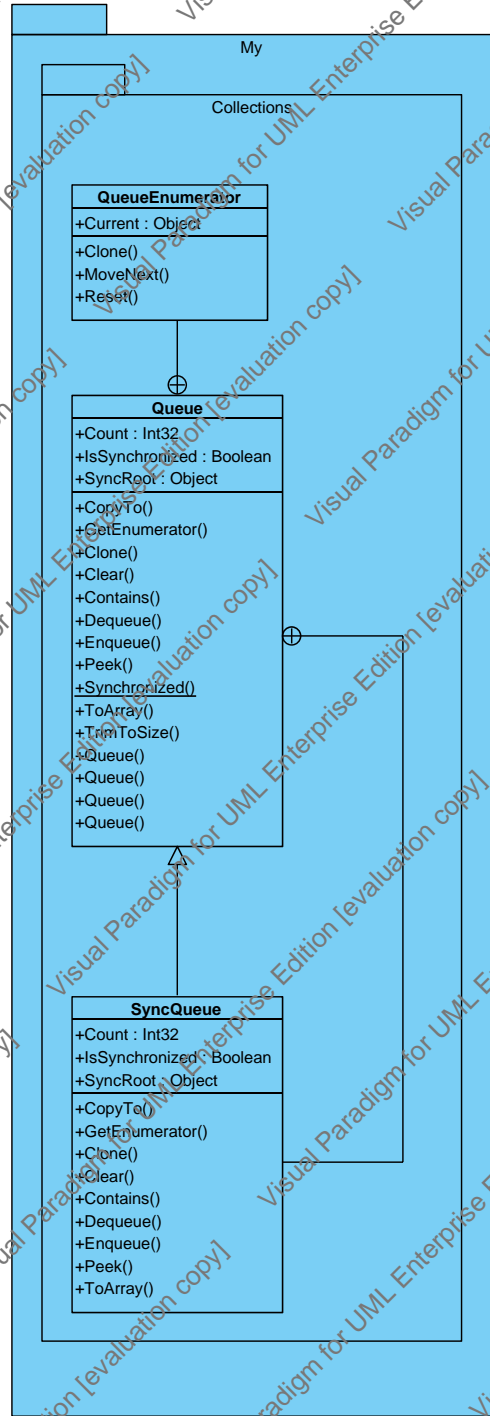 My
Collections
QueueEnumerator
+Current : Object
+Clone()
+MoveNext()
+Reset()
Queue
+Count : Int32
+IsSynchronized : Boolean
+SyncRoot : Object
+CopyTo()
+GetEnumerator()
+Clone()
+Clear()
+Contains()
+Dequeue()
+Enqueue()
+Peek()
+Synchronized()
+ToArray()
+TrimToSize()
+Queue()
+Queue()
+Queue()
+Queue()
SyncQueue
+Count : Int32
+IsSynchronized : Boolean
+SyncRoot : Object
+CopyTo()
+GetEnumerator()
+Clone()
+Clear()
+Contains()
+Dequeue()
+Enqueue()
+Peek()
+ToArray()
Visual Paradigm for UML Enterprise Edition [evaluation copy]